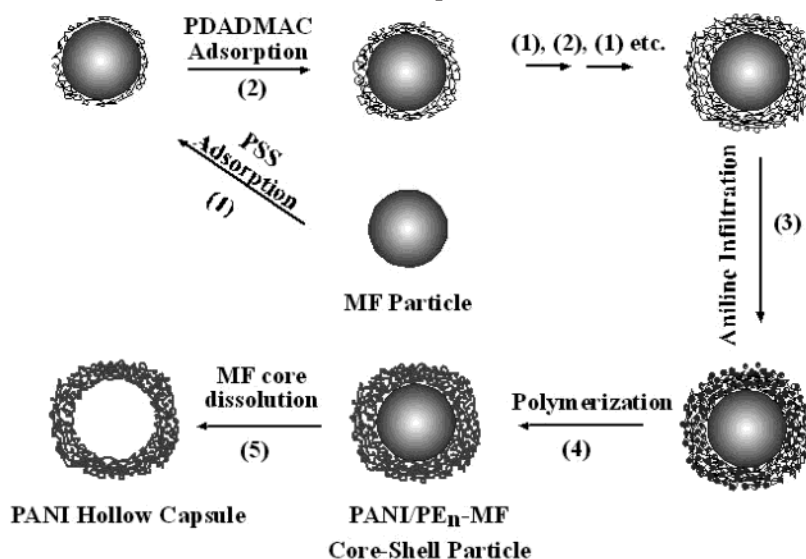 PDADMAC
Adsorption
(2)
(1), (2), (1) etc.
PSS
Adsorption
(1)
MF Particle
Aniline Infiltration
(3)
MF core
dissolution
(5)
Polymerization
(4)
PANI Hollow Capsule
PANI/PEn-MF
Core-Shell Particle